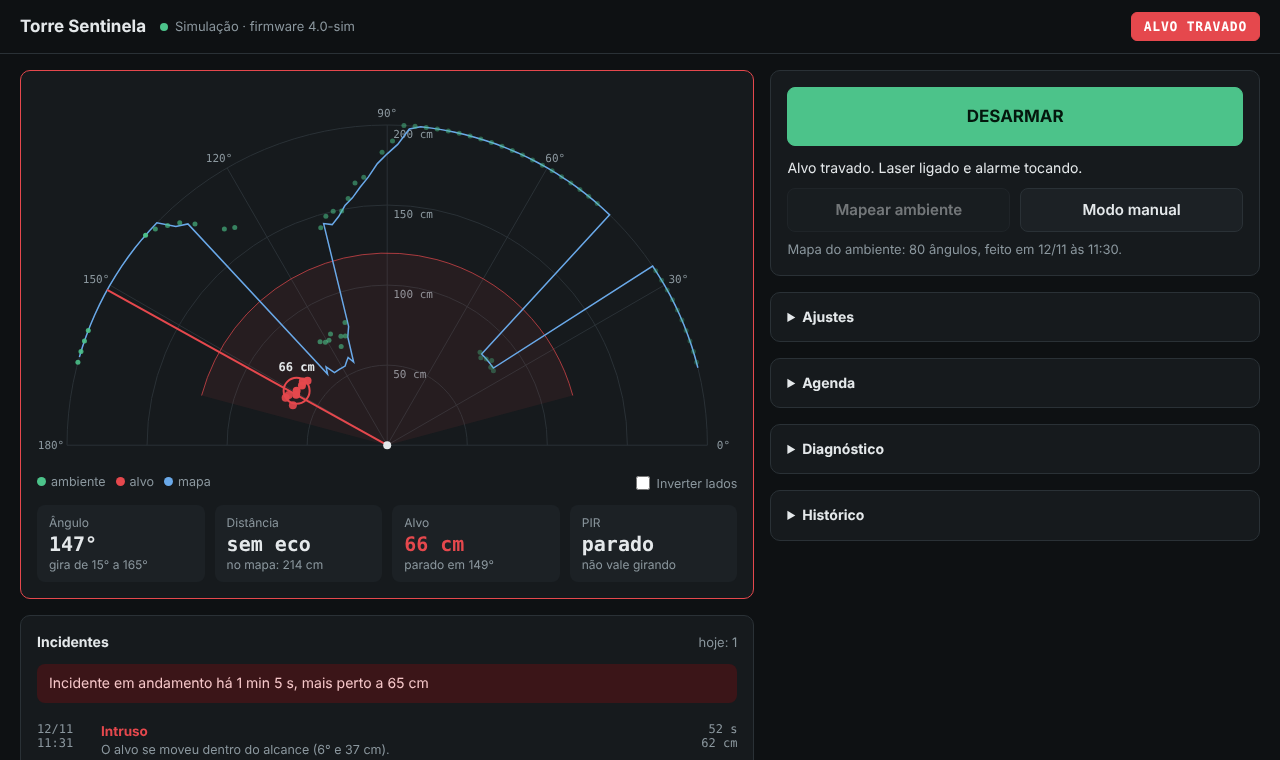 Torre Sentinela
Simulação · firmware 4.0-sim
ALVO TRAVADO
90°
200 cm
120°
60°
150 cm
150°
30°
100 cm
66 cm
50 cm
180°
0°
ambiente
alvo
mapa
Inverter lados
Ângulo
147°
gira de 15° a 165°
Distância
sem eco
no mapa: 214 cm
Alvo
66 cm
parado em 149°
PIR
parado
não vale girando
Incidentes
hoje: 1
Incidente em andamento há 1 min 5 s, mais perto a 65 cm
12/11
11:31
Intruso
O alvo se moveu dentro do alcance (6° e 37 cm).
52 s
62 cm
DESARMAR
Alvo travado. Laser ligado e alarme tocando.
Mapear ambiente
Modo manual
Mapa do ambiente: 80 ângulos, feito em 12/11 às 11:30.
Ajustes
Agenda
Diagnóstico
Histórico